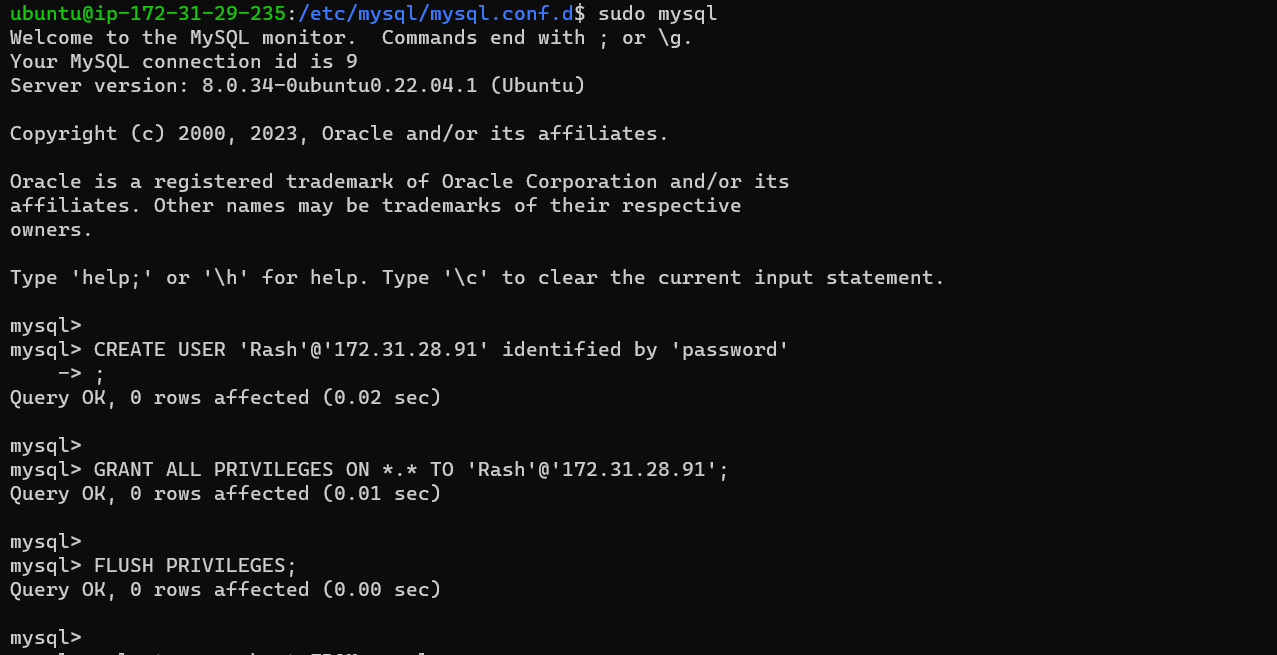 ubuntu@ip-172-31-29-235:/etc/mysql/mysql.conf.d$ sudo mysql
Welcome to the MySQL monitor.  Commands end with ; or \g.
Your MySQL connection id is 9
Server version: 8.0.34-0ubuntu0.22.04.1 (Ubuntu)
Copyright (c) 2000, 2023, Oracle and/or its affiliates.
Oracle is a registered trademark of Oracle Corporation and/or its
affiliates. Other names may be trademarks of their respective
owners.
Type 'help;' or '\h' for help. Type '\c' to clear the current input statement.
mysql>
mysql> CREATE USER 'Rash'@'172.31.28.91' identified by 'password'
    -> ;
Query OK, 0 rows affected (0.02 sec)
mysql>
mysql> GRANT ALL PRIVILEGES ON *.* TO 'Rash'@'172.31.28.91';
Query OK, 0 rows affected (0.01 sec)
mysql>
mysql> FLUSH PRIVILEGES;
Query OK, 0 rows affected (0.00 sec)
mysql>